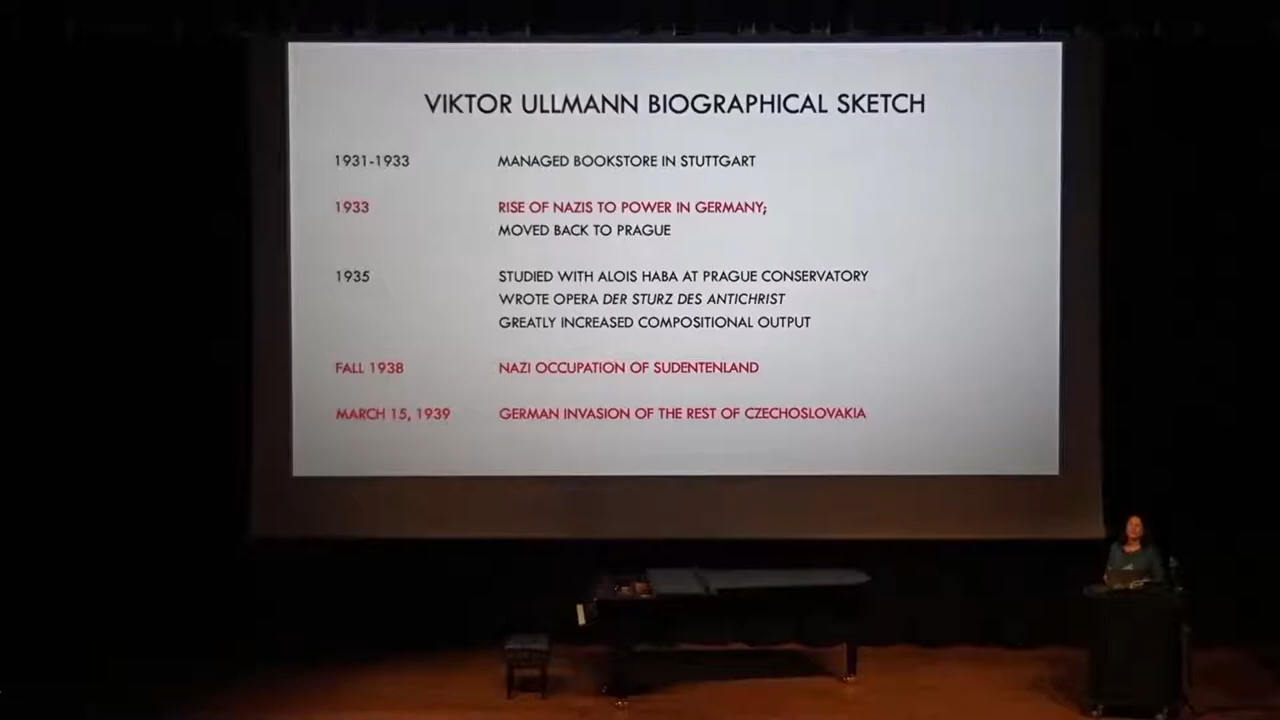 VIKTOR ULLMANN BIOGRAPHICAL SKETCH
1931-1933 MANAGED BOOKSTORE IN STUTTGART
1933 RISE OF NAZIS TO POWER IN GERMANY;
MOVED BACK TO PRAGUE
1935 STUDIED WITH ALOIS HABA AT PRAGUE CONSERVATORY
WROTE OPERA DER STURZ DES ANTICHRIST
GREATLY INCREASED COMPOSITIONAL OUTPUT
FALL 1938 NAZI OCCUPATION OF SUDENTENLAND
MARCH 15, 1939 GERMAN INVASION OF THE REST OF CZECHOSLOVAKIA